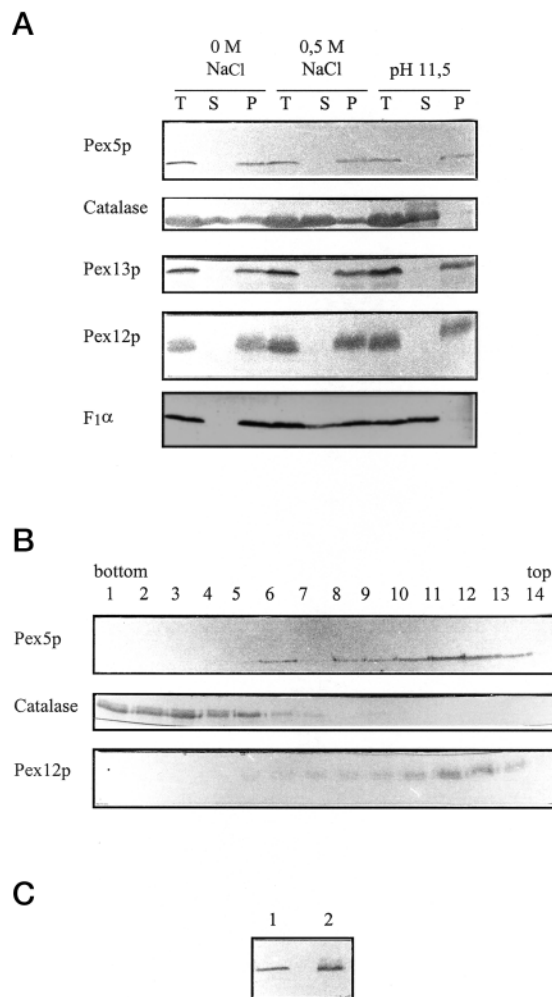 A
0 M 0,5 M
NaCl NaCl pH 11,5
T S P T S P T S P
Pex5p
Catalase
Pex13p
Pex12p
F1α
B
bottom top
1 2 3 4 5 6 7 8 9 10 11 12 13 14
Pex5p
Catalase
Pex12p
C
1 2